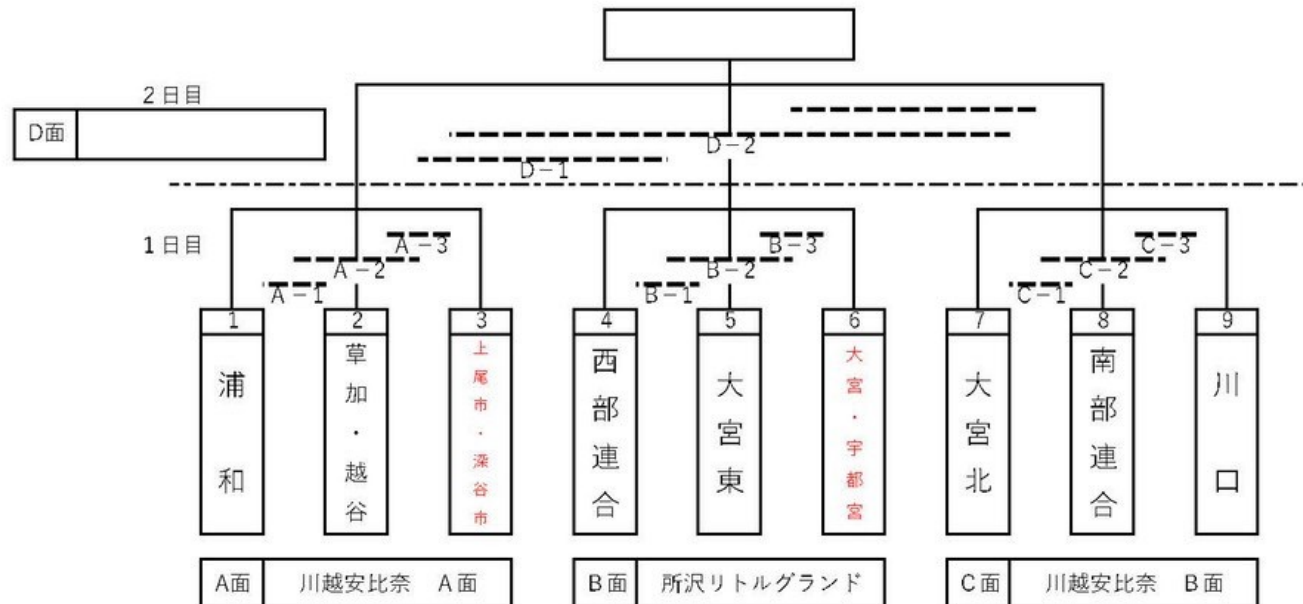 2日目
D面
D-2
D-1
1日目
A-3
B-3
C-3
A-2
B-2
C-2
A-1
B-1
C-1
1
2
3
4
5
6
7
8
9
浦和
草加・越谷
上尾市・深谷市
西部連合
大宮東
大宮・宇都宮
大宮北
南部連合
川口
A面 川越安比奈 A面
B面 所沢リトルグランド
C面 川越安比奈 B面